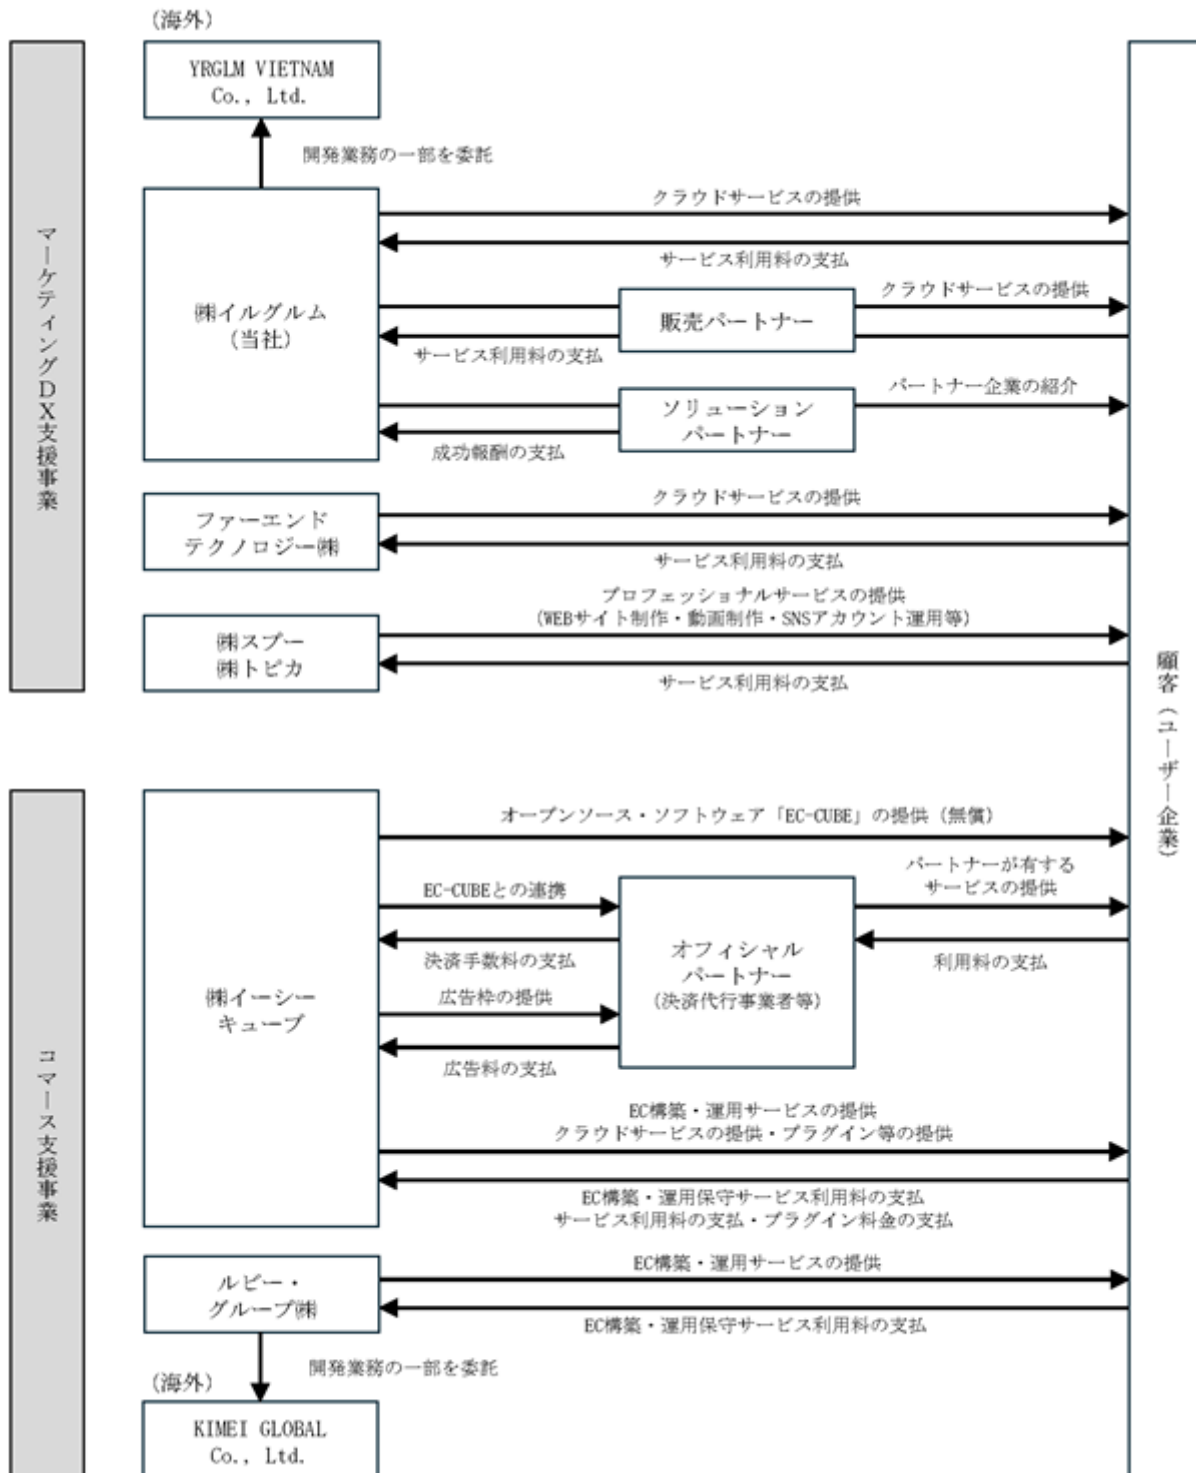 (海外)
YRGLM VIETNAM
Co., Ltd.
開発業務の一部を委託
マーケティングDX支援事業
㈱イルグルム
(当社)
クラウドサービスの提供
サービス利用料の支払
販売パートナー
クラウドサービスの提供
サービス利用料の支払
ソリューション
パートナー
パートナー企業の紹介
成功報酬の支払
ファーエンド
テクノロジー㈱
クラウドサービスの提供
サービス利用料の支払
㈱スプー
㈱トピカ
プロフェッショナルサービスの提供
(WEBサイト制作・動画制作・SNSアカウント運用等)
サービス利用料の支払
顧客(ユーザー企業)
コマース支援事業
㈱イーシー
キューブ
オープンソース・ソフトウェア「EC-CUBE」の提供(無償)
EC-CUBEとの連携
決済手数料の支払
広告枠の提供
広告料の支払
オフィシャル
パートナー
(決済代行事業者等)
パートナーが有する
サービスの提供
利用料の支払
EC構築・運用サービスの提供
クラウドサービスの提供・プラグイン等の提供
EC構築・運用保守サービス利用料の支払
サービス利用料の支払・プラグイン料金の支払
ルビー・
グループ㈱
EC構築・運用サービスの提供
EC構築・運用保守サービス利用料の支払
開発業務の一部を委託
(海外)
KIMEI GLOBAL
Co., Ltd.